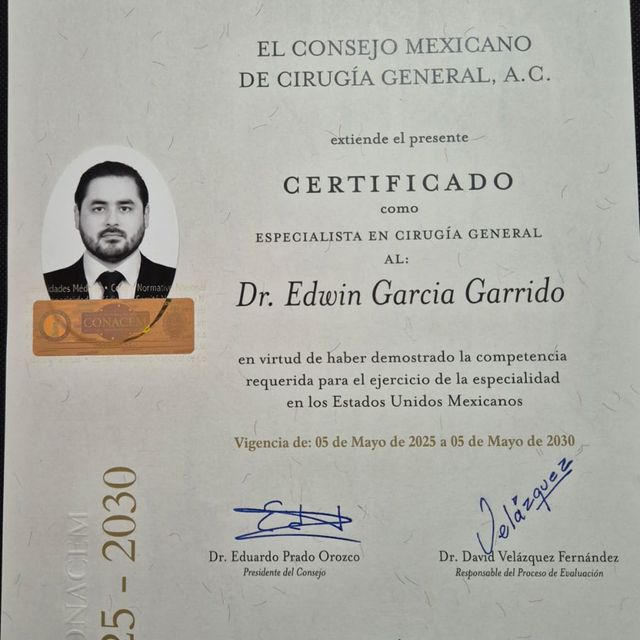 EL CONSEJO MEXICANO
DE CIRUGÍA GENERAL, A.C.
extiende el presente
CERTIFICADO
como
ESPECIALISTA EN CIRUGÍA GENERAL
AL:
Dr. Edwin Garcia Garrido
CONACEM
en virtud de haber demostrado la competencia
requerida para el ejercicio de la especialidad
en los Estados Unidos Mexicanos
Vigencia de: 05 de Mayo de 2025 a 05 de Mayo de 2030
Velázquez
Dr. Eduardo Prado Orozco
Presidente del Consejo
Dr. David Velázquez Fernández
Responsable del Proceso de Evaluación
ONACEM
25 - 2030